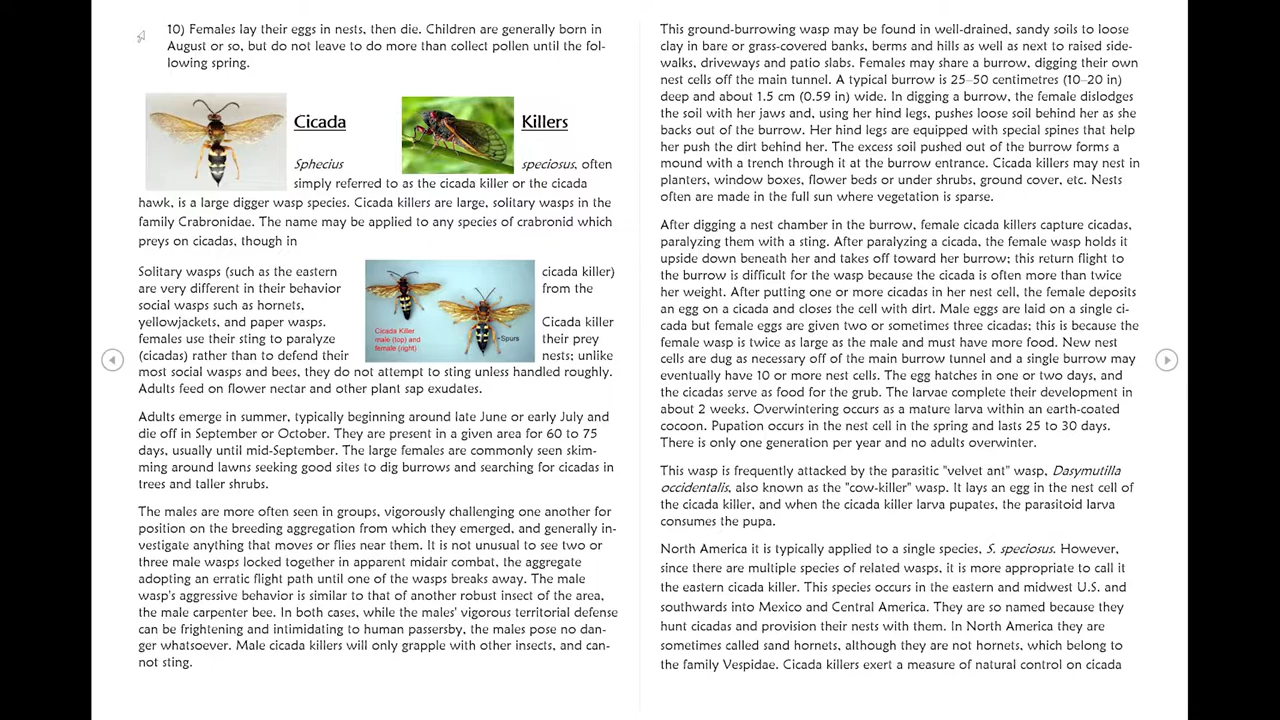 10) Females lay their eggs in nests, then die. Children are generally born in
August or so, but do not leave to do more than collect pollen until the fol-
lowing spring.
Cicada Killers
Sphecius speciosus, often
simply referred to as the cicada killer or the cicada
hawk, is a large digger wasp species. Cicada killers are large, solitary wasps in the
family Crabronidae. The name may be applied to any species of crabronid which
preys on cicadas, though in
Solitary wasps (such as the eastern cicada killer)
are very different in their behavior from the
social wasps such as hornets,
yellowjackets, and paper wasps. Cicada killer
females use their sting to paralyze their prey
(cicadas) rather than to defend their nests; unlike
most social wasps and bees, they do not attempt to sting unless handled roughly.
Adults feed on flower nectar and other plant sap exudates.
Cicada Killer
male (top) and
female (right)
Spurs
Adults emerge in summer, typically beginning around late June or early July and
die off in September or October. They are present in a given area for 60 to 75
days, usually until mid-September. The large females are commonly seen skim-
ming around lawns seeking good sites to dig burrows and searching for cicadas in
trees and taller shrubs.
The males are more often seen in groups, vigorously challenging one another for
position on the breeding aggregation from which they emerged, and generally in-
vestigate anything that moves or flies near them. It is not unusual to see two or
three male wasps locked together in apparent midair combat, the aggregate
adopting an erratic flight path until one of the wasps breaks away. The male
wasp's aggressive behavior is similar to that of another robust insect of the area,
the male carpenter bee. In both cases, while the males' vigorous territorial defense
can be frightening and intimidating to human passersby, the males pose no dan-
ger whatsoever. Male cicada killers will only grapple with other insects, and can-
not sting.
This ground-burrowing wasp may be found in well-drained, sandy soils to loose
clay in bare or grass-covered banks, berms and hills as well as next to raised side-
walks, driveways and patio slabs. Females may share a burrow, digging their own
nest cells off the main tunnel. A typical burrow is 25–50 centimetres (10–20 in)
deep and about 1.5 cm (0.59 in) wide. In digging a burrow, the female dislodges
the soil with her jaws and, using her hind legs, pushes loose soil behind her as she
backs out of the burrow. Her hind legs are equipped with special spines that help
her push the dirt behind her. The excess soil pushed out of the burrow forms a
mound with a trench through it at the burrow entrance. Cicada killers may nest in
planters, window boxes, flower beds or under shrubs, ground cover, etc. Nests
often are made in the full sun where vegetation is sparse.
After digging a nest chamber in the burrow, female cicada killers capture cicadas,
paralyzing them with a sting. After paralyzing a cicada, the female wasp holds it
upside down beneath her and takes off toward her burrow; this return flight to
the burrow is difficult for the wasp because the cicada is often more than twice
her weight. After putting one or more cicadas in her nest cell, the female deposits
an egg on a cicada and closes the cell with dirt. Male eggs are laid on a single ci-
cada but female eggs are given two or sometimes three cicadas; this is because the
female wasp is twice as large as the male and must have more food. New nest
cells are dug as necessary off of the main burrow tunnel and a single burrow may
eventually have 10 or more nest cells. The egg hatches in one or two days, and
the cicadas serve as food for the grub. The larvae complete their development in
about 2 weeks. Overwintering occurs as a mature larva within an earth-coated
cocoon. Pupation occurs in the nest cell in the spring and lasts 25 to 30 days.
There is only one generation per year and no adults overwinter.
This wasp is frequently attacked by the parasitic "velvet ant" wasp, Dasymutilla
occidentalis, also known as the "cow-killer" wasp. It lays an egg in the nest cell of
the cicada killer, and when the cicada killer larva pupates, the parasitoid larva
consumes the pupa.
North America it is typically applied to a single species, S. speciosus. However,
since there are multiple species of related wasps, it is more appropriate to call it
the eastern cicada killer. This species occurs in the eastern and midwest U.S. and
southwards into Mexico and Central America. They are so named because they
hunt cicadas and provision their nests with them. In North America they are
sometimes called sand hornets, although they are not hornets, which belong to
the family Vespidae. Cicada killers exert a measure of natural control on cicada